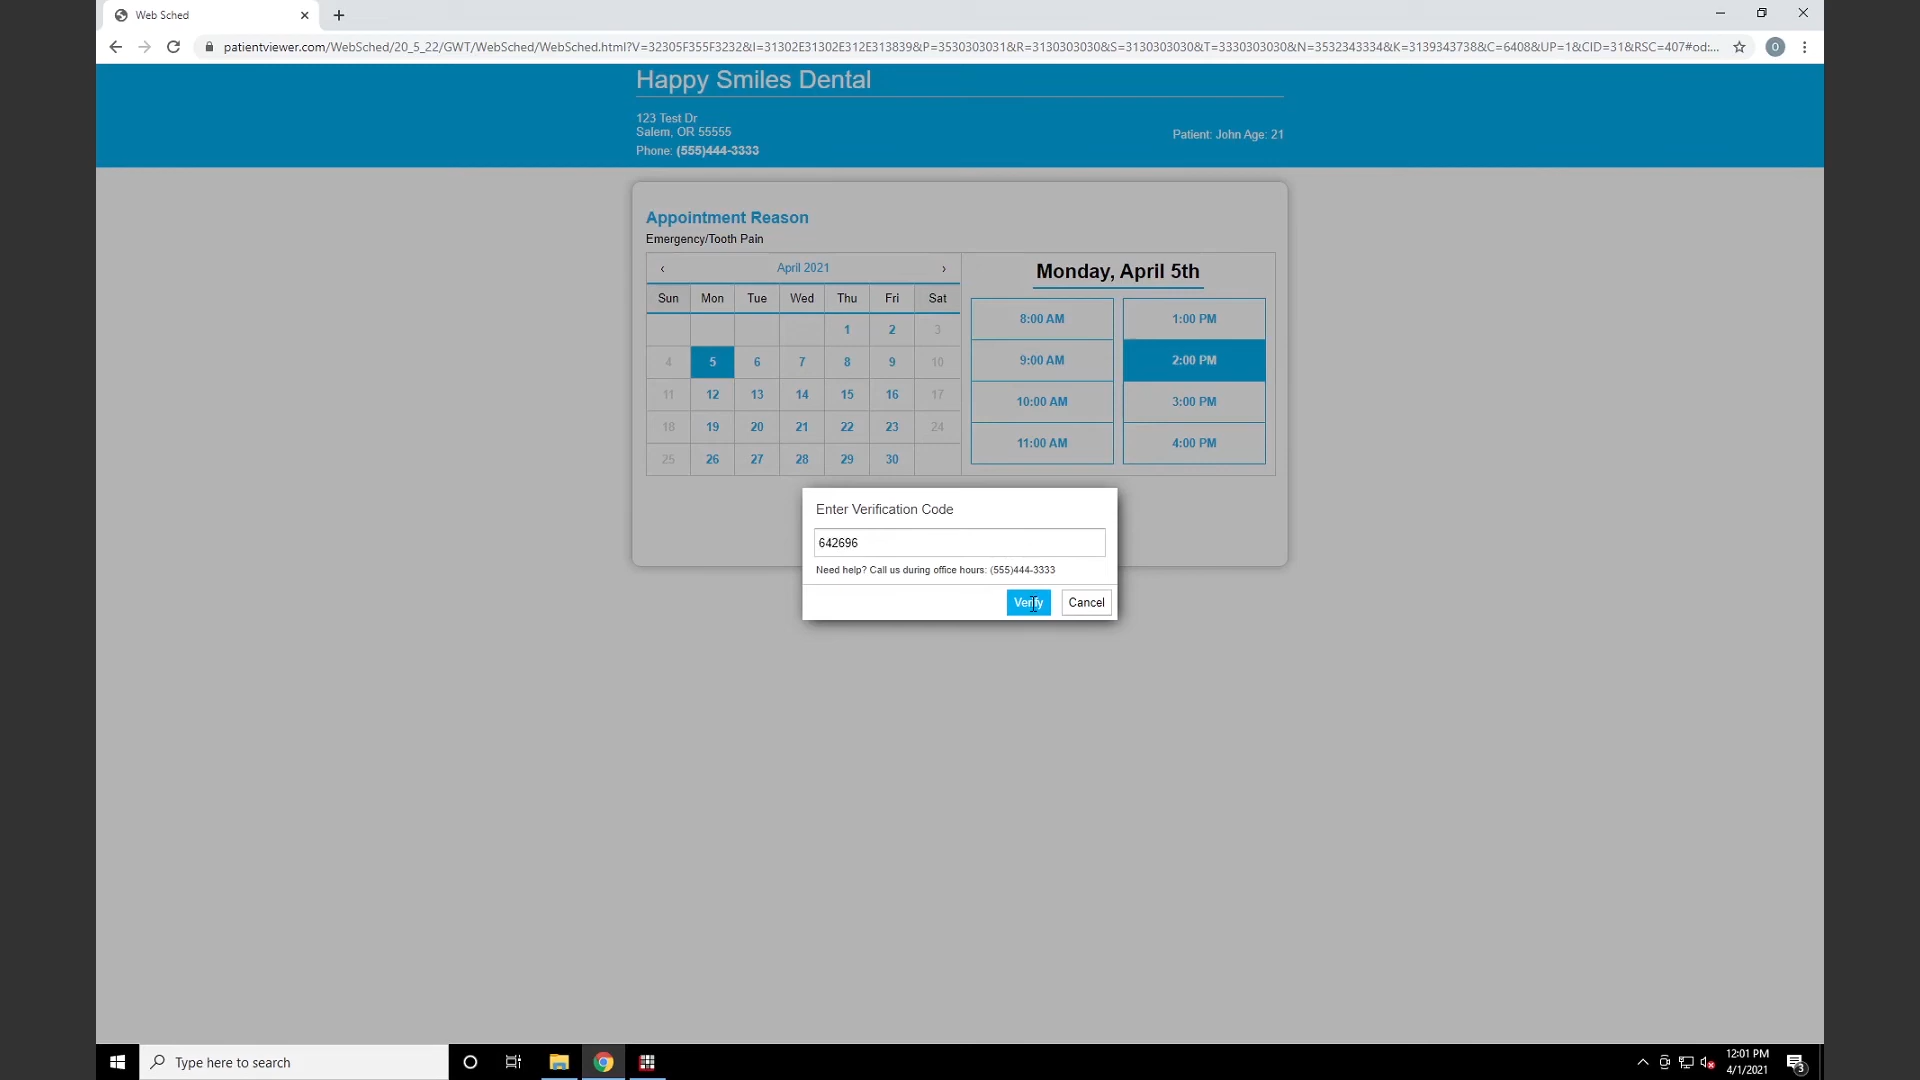 Web Sched
patientviewer.com/WebSched/20_5_22/GWT/WebSched/WebSched.html?V=32305F355F3232&I=31302E31302E312E313839&P=3530303031&R=3130303030&S=3130303030&T=3330303030&N=3532343334&K=3139343738&C=6408&UP=1&CID=31&RSC=407#od:...
O
Happy Smiles Dental
123 Test Dr
Salem, OR 55555
Phone: (555)444-3333
Patient: John Age: 21
Appointment Reason
Emergency/Tooth Pain
‹ April 2021 ›
Sun Mon Tue Wed Thu Fri Sat
1 2 3
4 5 6 7 8 9 10
11 12 13 14 15 16 17
18 19 20 21 22 23 24
25 26 27 28 29 30
Monday, April 5th
8:00 AM 1:00 PM
9:00 AM 2:00 PM
10:00 AM 3:00 PM
11:00 AM 4:00 PM
Enter Verification Code
642696
Need help? Call us during office hours: (555)444-3333
Verify Cancel
Type here to search
12:01 PM
4/1/2021
3